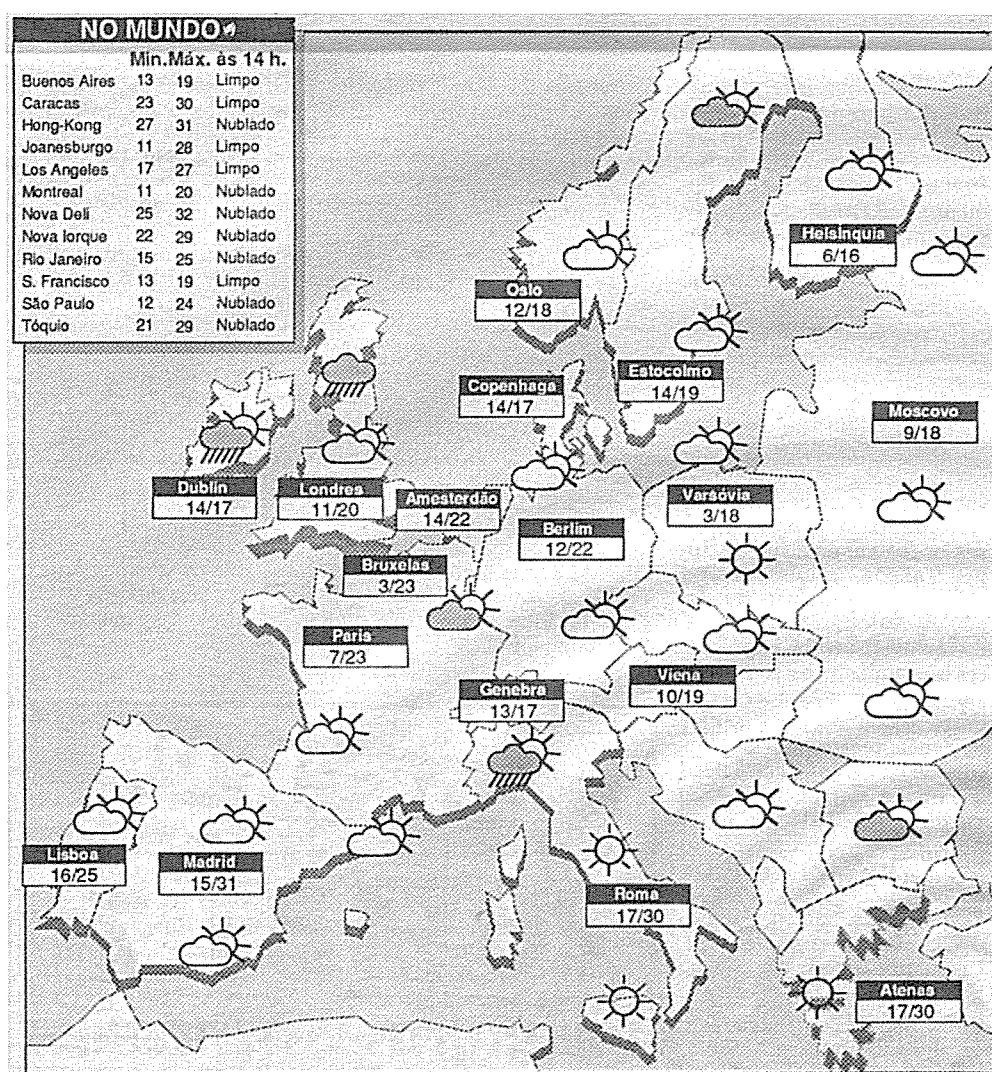 NO MUNDO
Min. Máx. às 14 h.
Buenos Aires 13 19 Limpo
Caracas 23 30 Limpo
Hong-Kong 27 31 Nublado
Joanesburgo 11 28 Limpo
Los Angeles 17 27 Limpo
Montreal 11 20 Nublado
Nova Deli 25 32 Nublado
Nova Iorque 22 29 Nublado
Rio Janeiro 15 25 Nublado
S. Francisco 13 19 Limpo
São Paulo 12 24 Nublado
Tóquio 21 29 Nublado
Helsínquia
6/16
Oslo
12/18
Estocolmo
14/19
Copenhaga
14/17
Moscovo
9/18
Dublin
14/17
Londres
11/20
Amesterdão
14/22
Varsóvia
3/18
Berlim
12/22
Bruxelas
3/23
Paris
7/23
Viena
10/19
Genebra
13/17
Lisboa
16/25
Madrid
15/31
Roma
17/30
Atenas
17/30